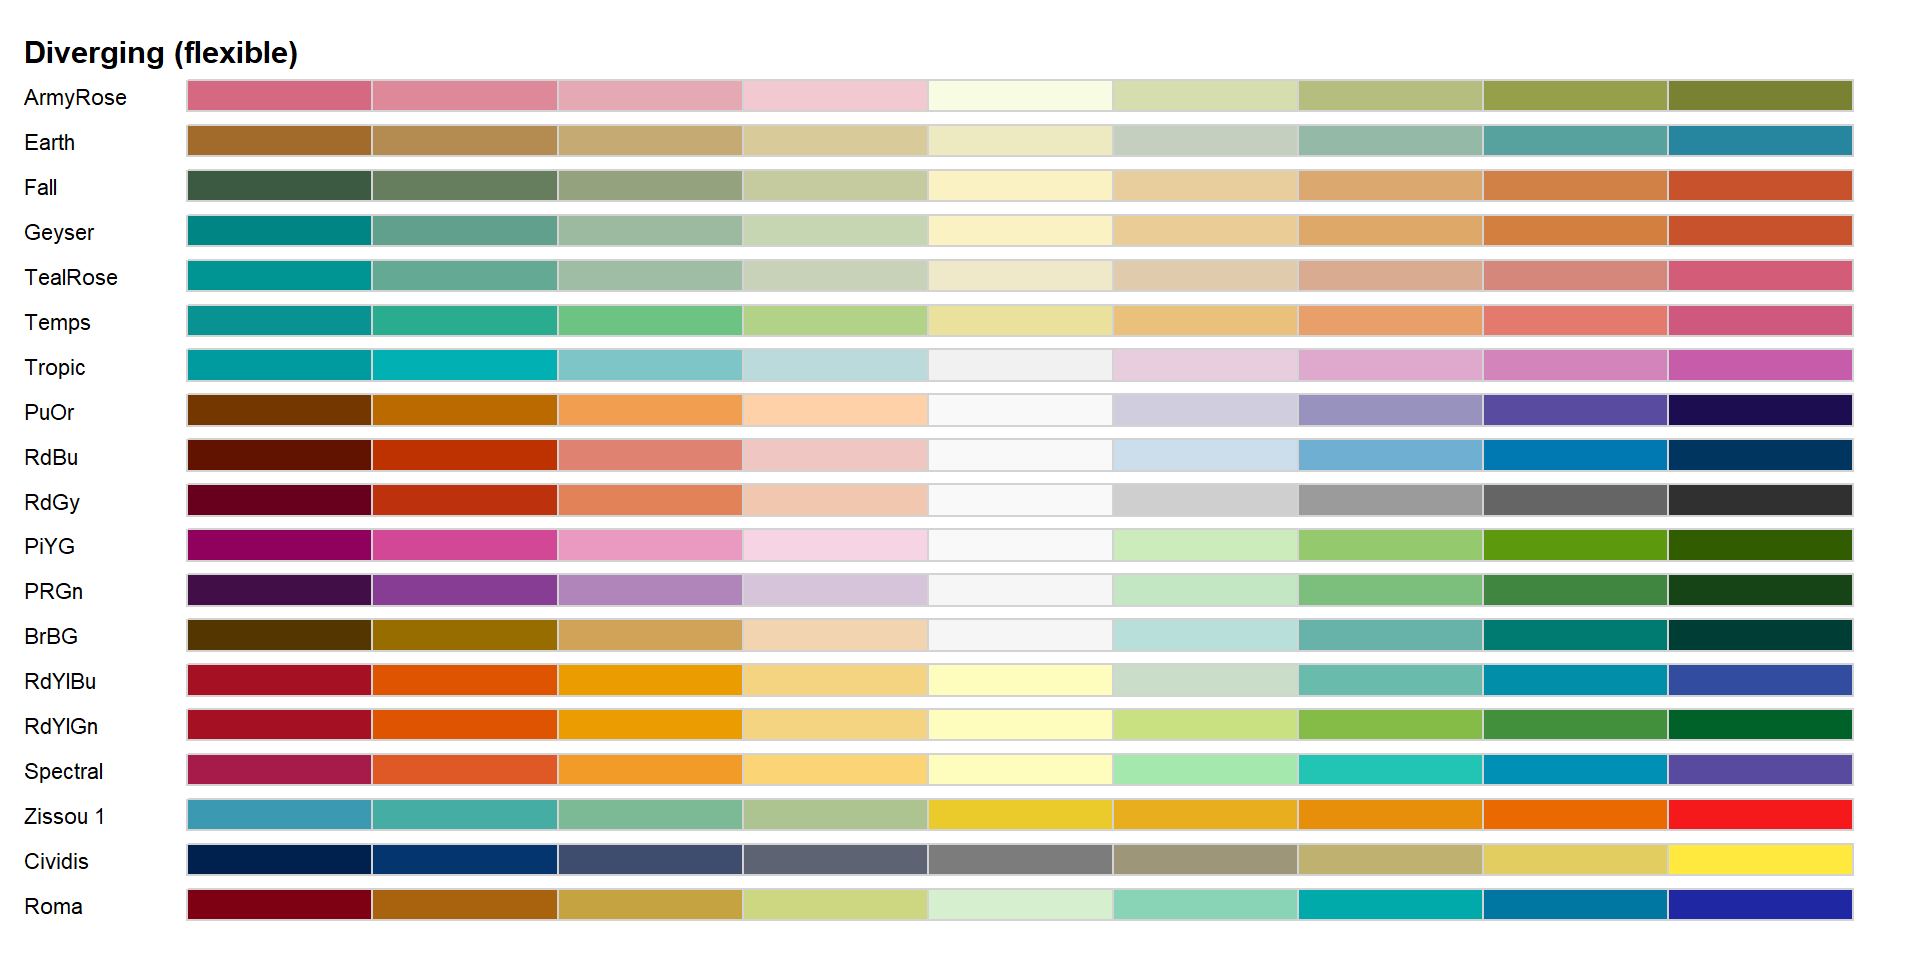 Diverging (flexible)
ArmyRose
Earth
Fall
Geyser
TealRose
Temps
Tropic
PuOr
RdBu
RdGy
PiYG
PRGn
BrBG
RdYlBu
RdYlGn
Spectral
Zissou 1
Cividis
Roma